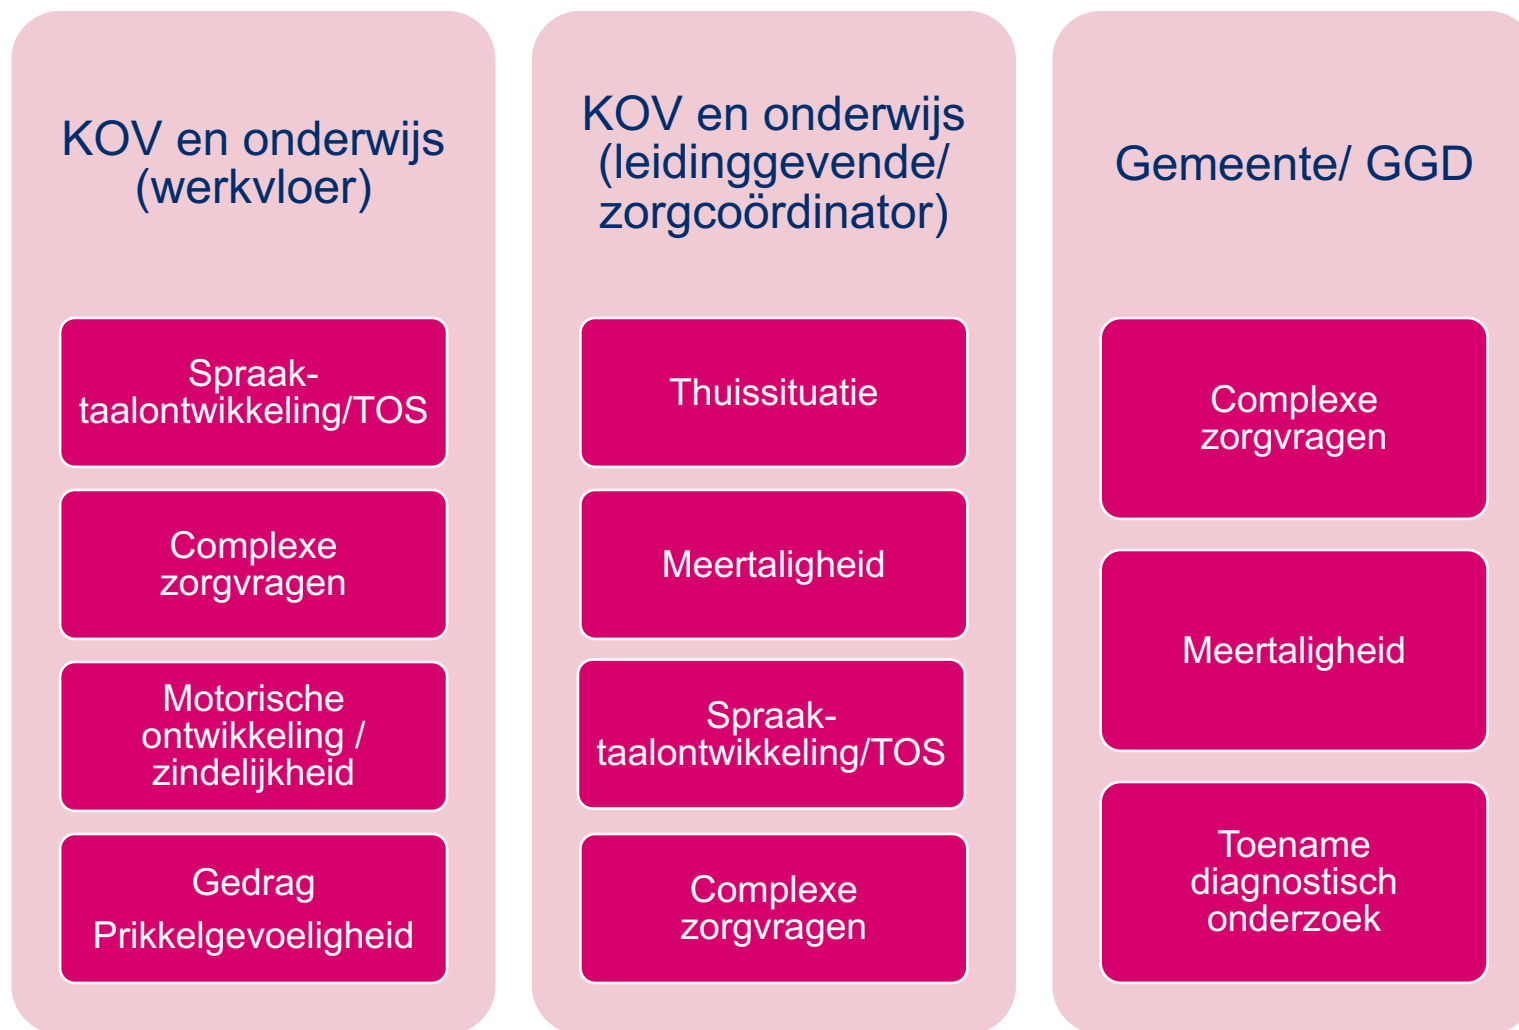 KOV en onderwijs
(werkvloer)
Spraak-
taalontwikkeling/TOS
Complexe
zorgvragen
Motorische
ontwikkeling /
zindelijkheid
Gedrag
Prikkelgevoeligheid
KOV en onderwijs
(leidinggevende/
zorgcoördinator)
Thuissituatie
Meertaligheid
Spraak-
taalontwikkeling/TOS
Complexe
zorgvragen
Gemeente/ GGD
Complexe
zorgvragen
Meertaligheid
Toename
diagnostisch
onderzoek